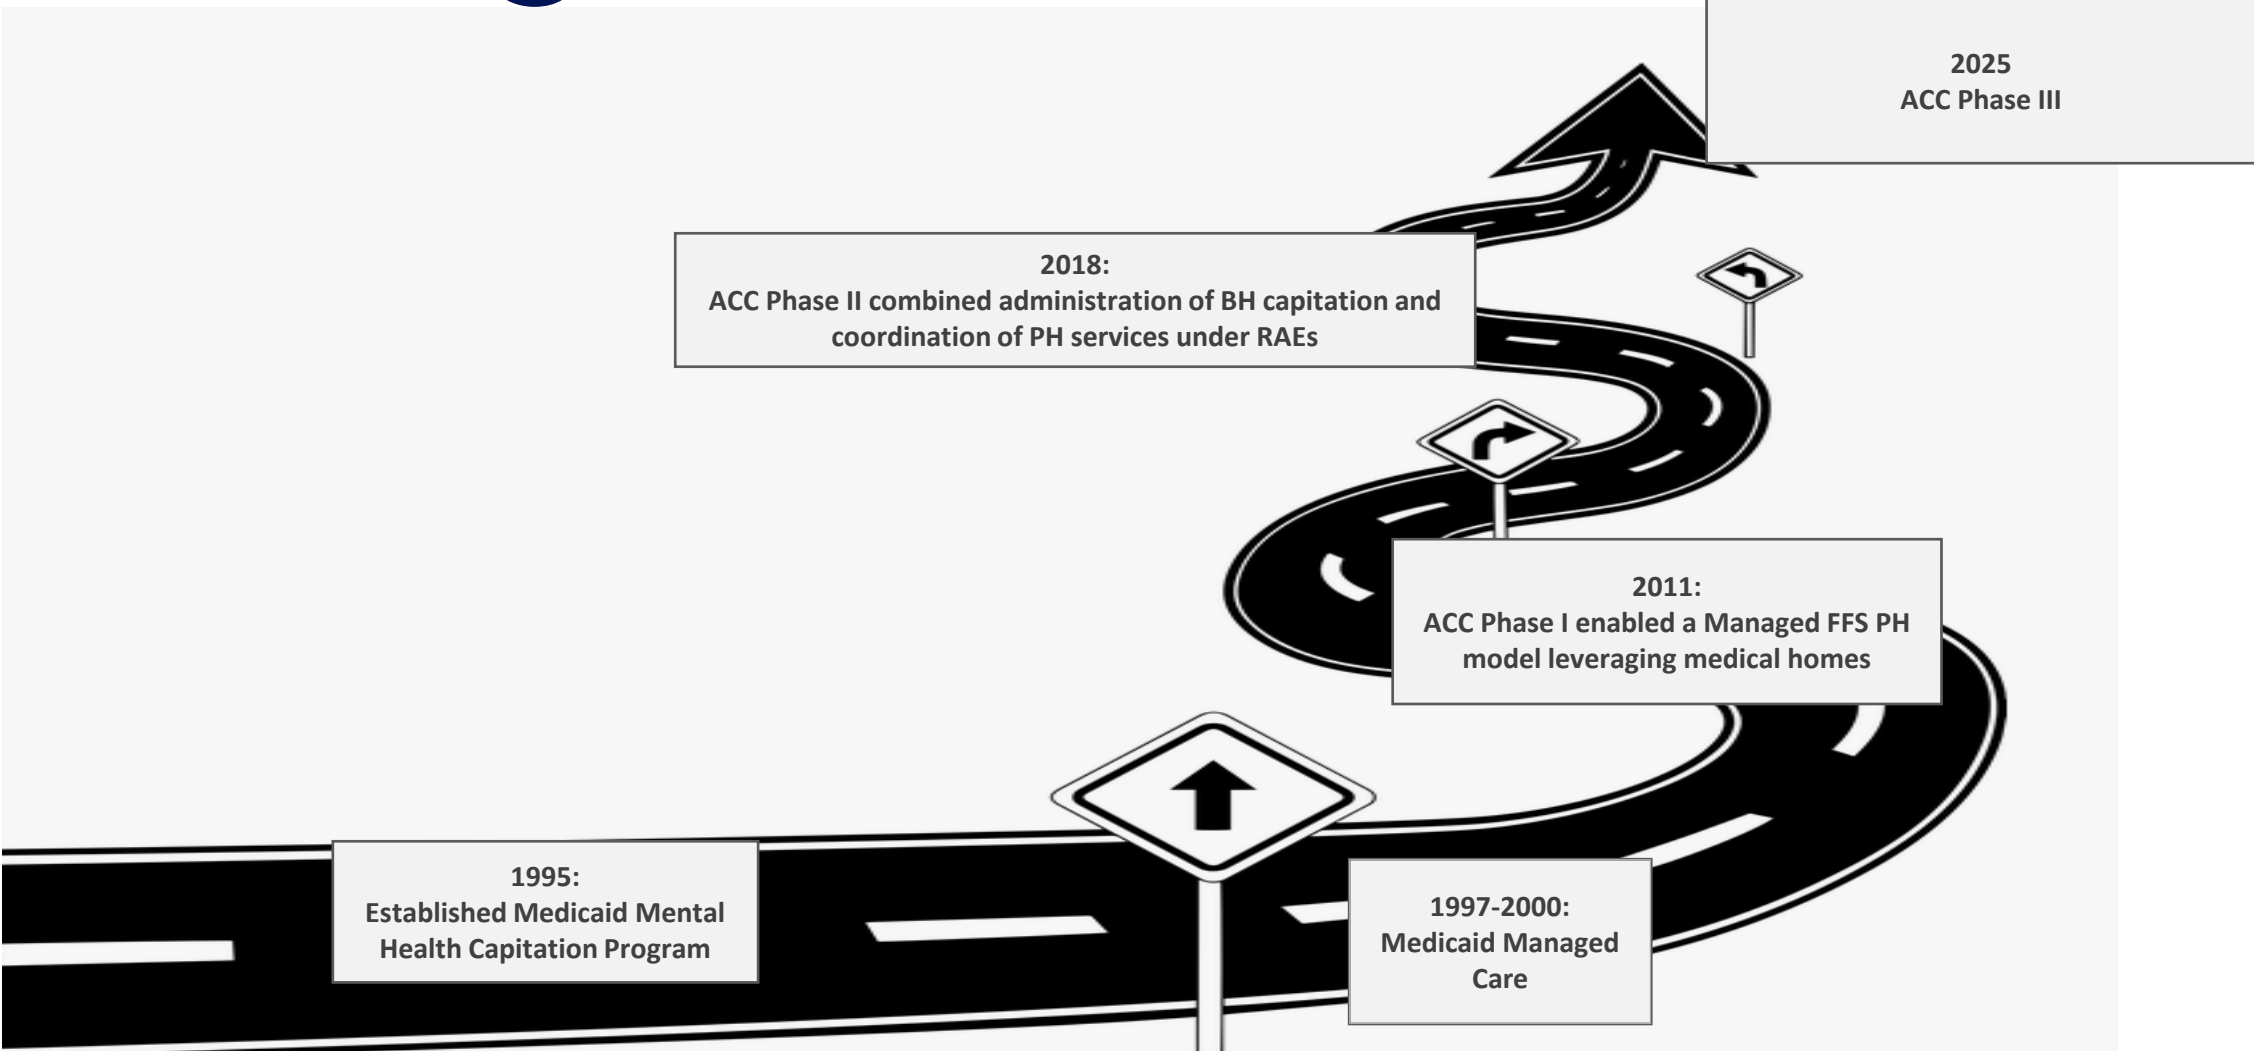 2025
ACC Phase III
2018:
ACC Phase II combined administration of BH capitation and
coordination of PH services under RAEs
2011:
ACC Phase I enabled a Managed FFS PH
model leveraging medical homes
1995:
Established Medicaid Mental
Health Capitation Program
1997-2000:
Medicaid Managed
Care